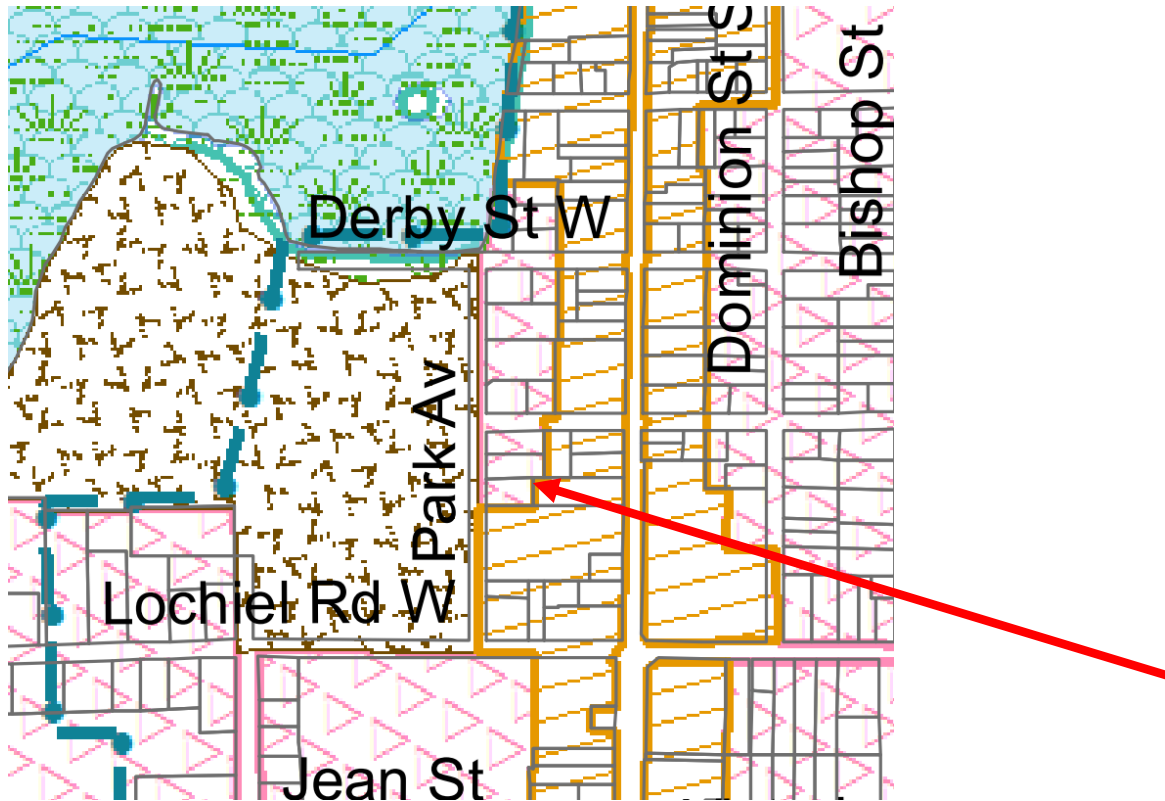 Dominion St S
Bishop St
Derby St W
Park Av
Lochiel Rd W
Jean St